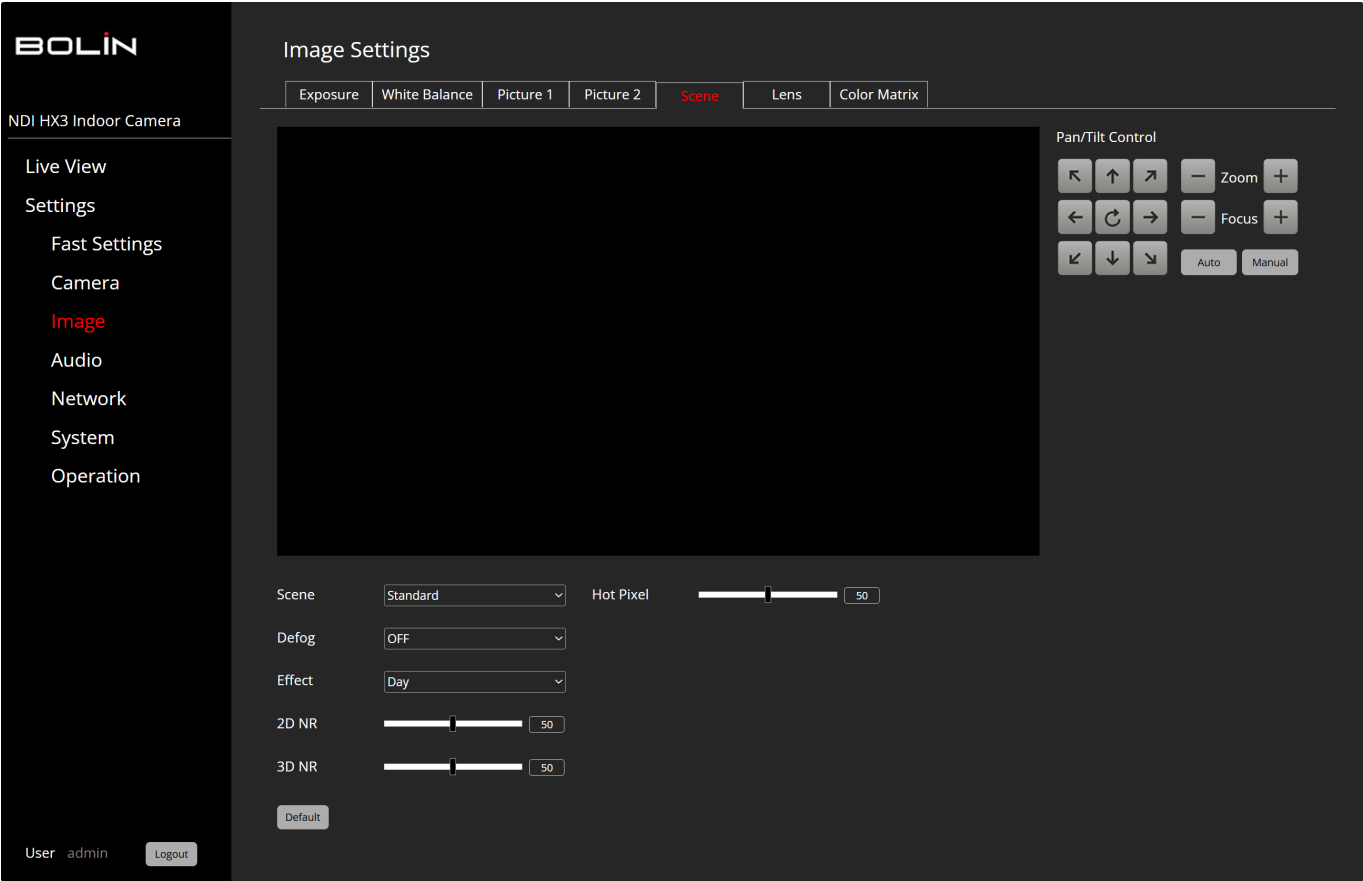 BOLIN
NDI HX3 Indoor Camera
Live View
Settings
Fast Settings
Camera
Image
Audio
Network
System
Operation
User admin
Logout
Image Settings
Exposure White Balance Picture 1 Picture 2 Scene Lens Color Matrix
Pan/Tilt Control
Zoom
Focus
Auto Manual
Scene Standard Hot Pixel 50
Defog OFF
Effect Day
2D NR 50
3D NR 50
Default